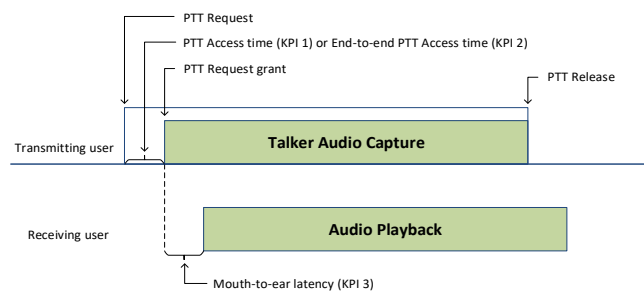 PTT Request
PTT Access time (KPI 1) or End-to-end PTT Access time (KPI 2)
PTT Request grant
PTT Release
Talker Audio Capture
Transmitting user
Audio Playback
Receiving user
Mouth-to-ear latency (KPI 3)